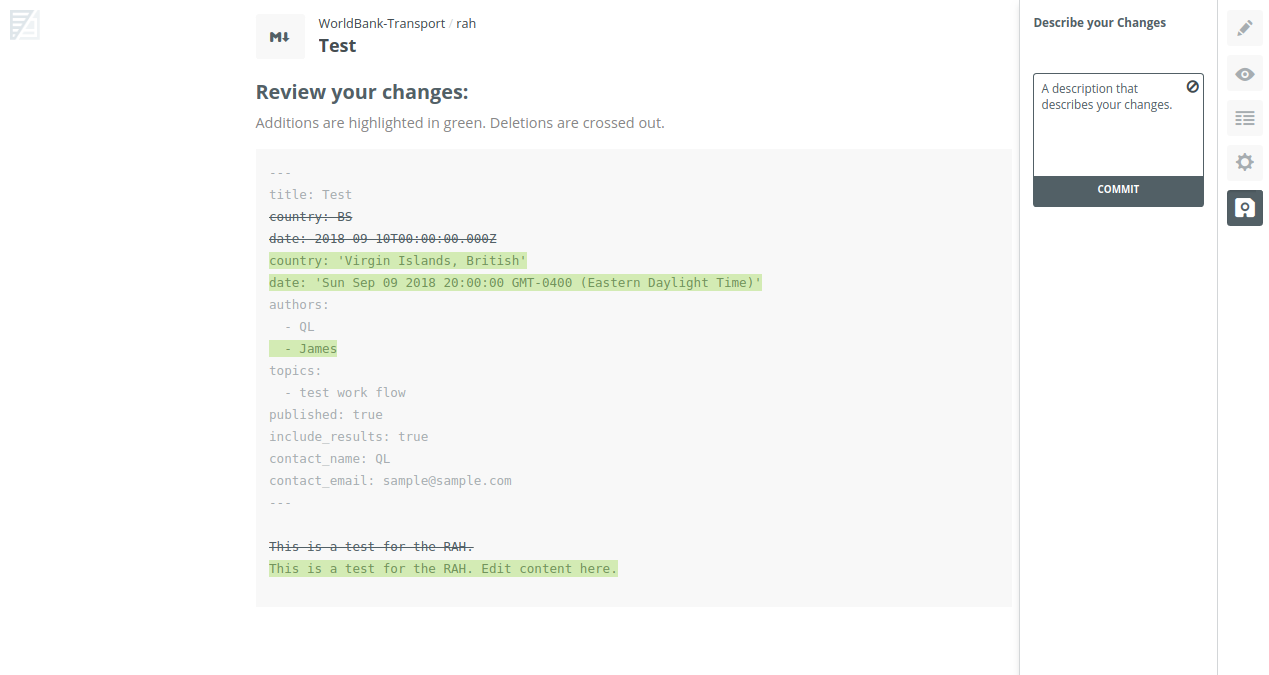 M↓
WorldBank-Transport / rah
Test
Review your changes:
Additions are highlighted in green. Deletions are crossed out.
---
title: Test
country: BS
date: 2018-09-10T00:00:00.000Z
country: 'Virgin Islands, British'
date: 'Sun Sep 09 2018 20:00:00 GMT-0400 (Eastern Daylight Time)'
authors:
  - QL
  - James
topics:
  - test work flow
published: true
include_results: true
contact_name: QL
contact_email: sample@sample.com
---
This is a test for the RAH.
This is a test for the RAH. Edit content here.
Describe your Changes
A description that
describes your changes.
COMMIT